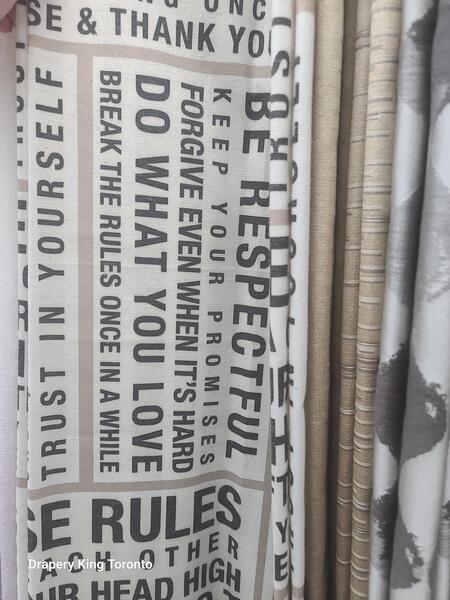 SE & THANK YOU
TRUST IN YOURSELF
BE RESPECTFUL
KEEP YOUR PROMISES
FORGIVE EVEN WHEN IT'S HARD
DO WHAT YOU LOVE
BREAK THE RULES ONCE IN A WHILE
SE RULES
ACH OTHER
UR HEAD HIGH
Drapery King Toronto